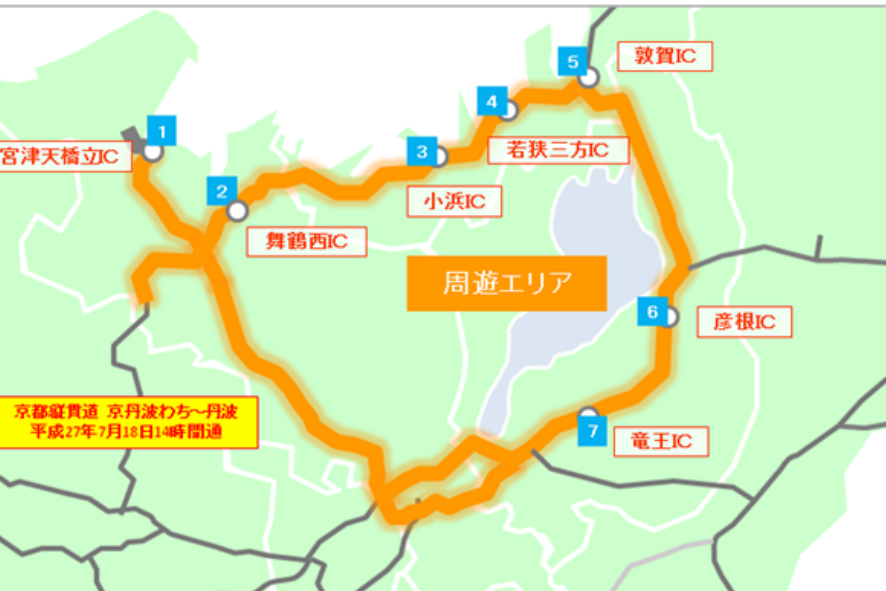 5
敦賀IC
4
1
3
若狭三方IC
宮津天橋立IC
2
小浜IC
舞鶴西IC
周遊エリア
6
彦根IC
京都縦貫道 京丹波わち～丹波
平成27年7月18日14時開通
7
竜王IC